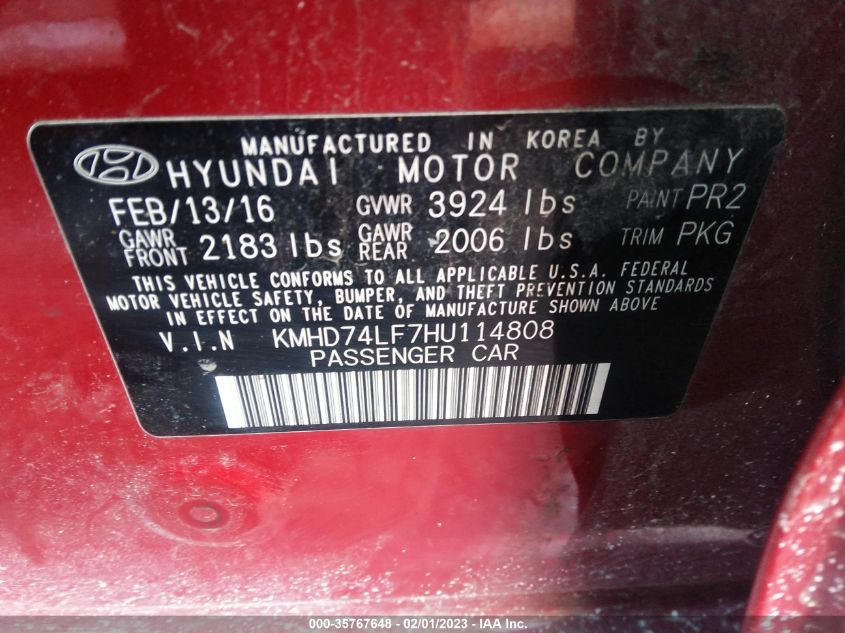 MANUFACTURED IN KOREA BY
HYUNDAI MOTOR COMPANY
FEB/13/16 GVWR 3924 lbs PAINT PR2
GAWR FRONT 2183 lbs GAWR REAR 2006 lbs TRIM PKG
THIS VEHICLE CONFORMS TO ALL APPLICABLE U.S.A. FEDERAL
MOTOR VEHICLE SAFETY, BUMPER, AND THEFT PREVENTION STANDARDS
IN EFFECT ON THE DATE OF MANUFACTURE SHOWN ABOVE
V.I.N KMHD74LF7HU114808
PASSENGER CAR
000-35767648 - 02/01/2023 - IAA Inc.